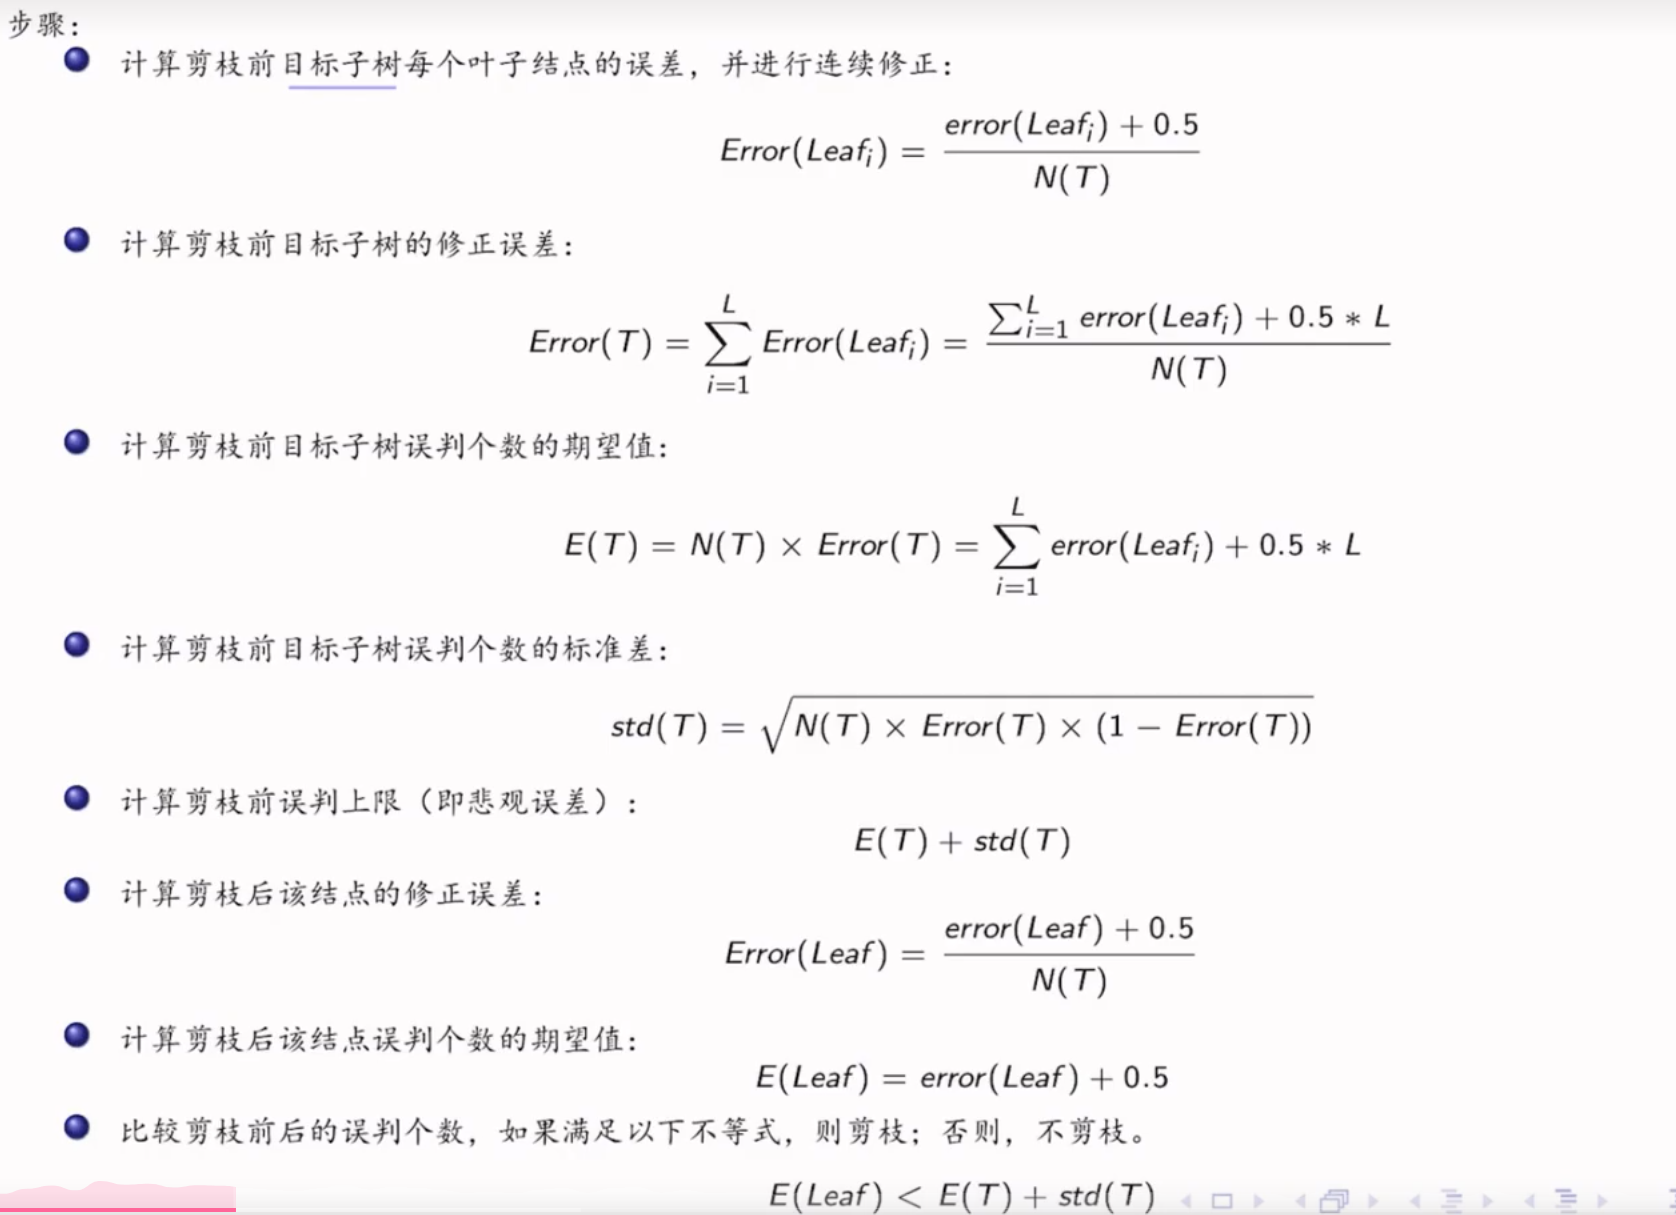 步骤：
计算剪枝前目标子树每个叶子结点的误差，并进行连续修正：
Error(Leaf_i) = \frac{error(Leaf_i) + 0.5}{N(T)}
计算剪枝前目标子树的修正误差：
Error(T) = \sum_{i=1}^{L} Error(Leaf_i) = \frac{\sum_{i=1}^{L} error(Leaf_i) + 0.5 * L}{N(T)}
计算剪枝前目标子树误判个数的期望值：
E(T) = N(T) × Error(T) = \sum_{i=1}^{L} error(Leaf_i) + 0.5 * L
计算剪枝前目标子树误判个数的标准差：
std(T) = \sqrt{N(T) × Error(T) × (1 − Error(T))}
计算剪枝前误判上限（即悲观误差）：
E(T) + std(T)
计算剪枝后该结点的修正误差：
Error(Leaf) = \frac{error(Leaf) + 0.5}{N(T)}
计算剪枝后该结点误判个数的期望值：
E(Leaf) = error(Leaf) + 0.5
比较剪枝前后的误判个数，如果满足以下不等式，则剪枝；否则，不剪枝。
E(Leaf) < E(T) + std(T)